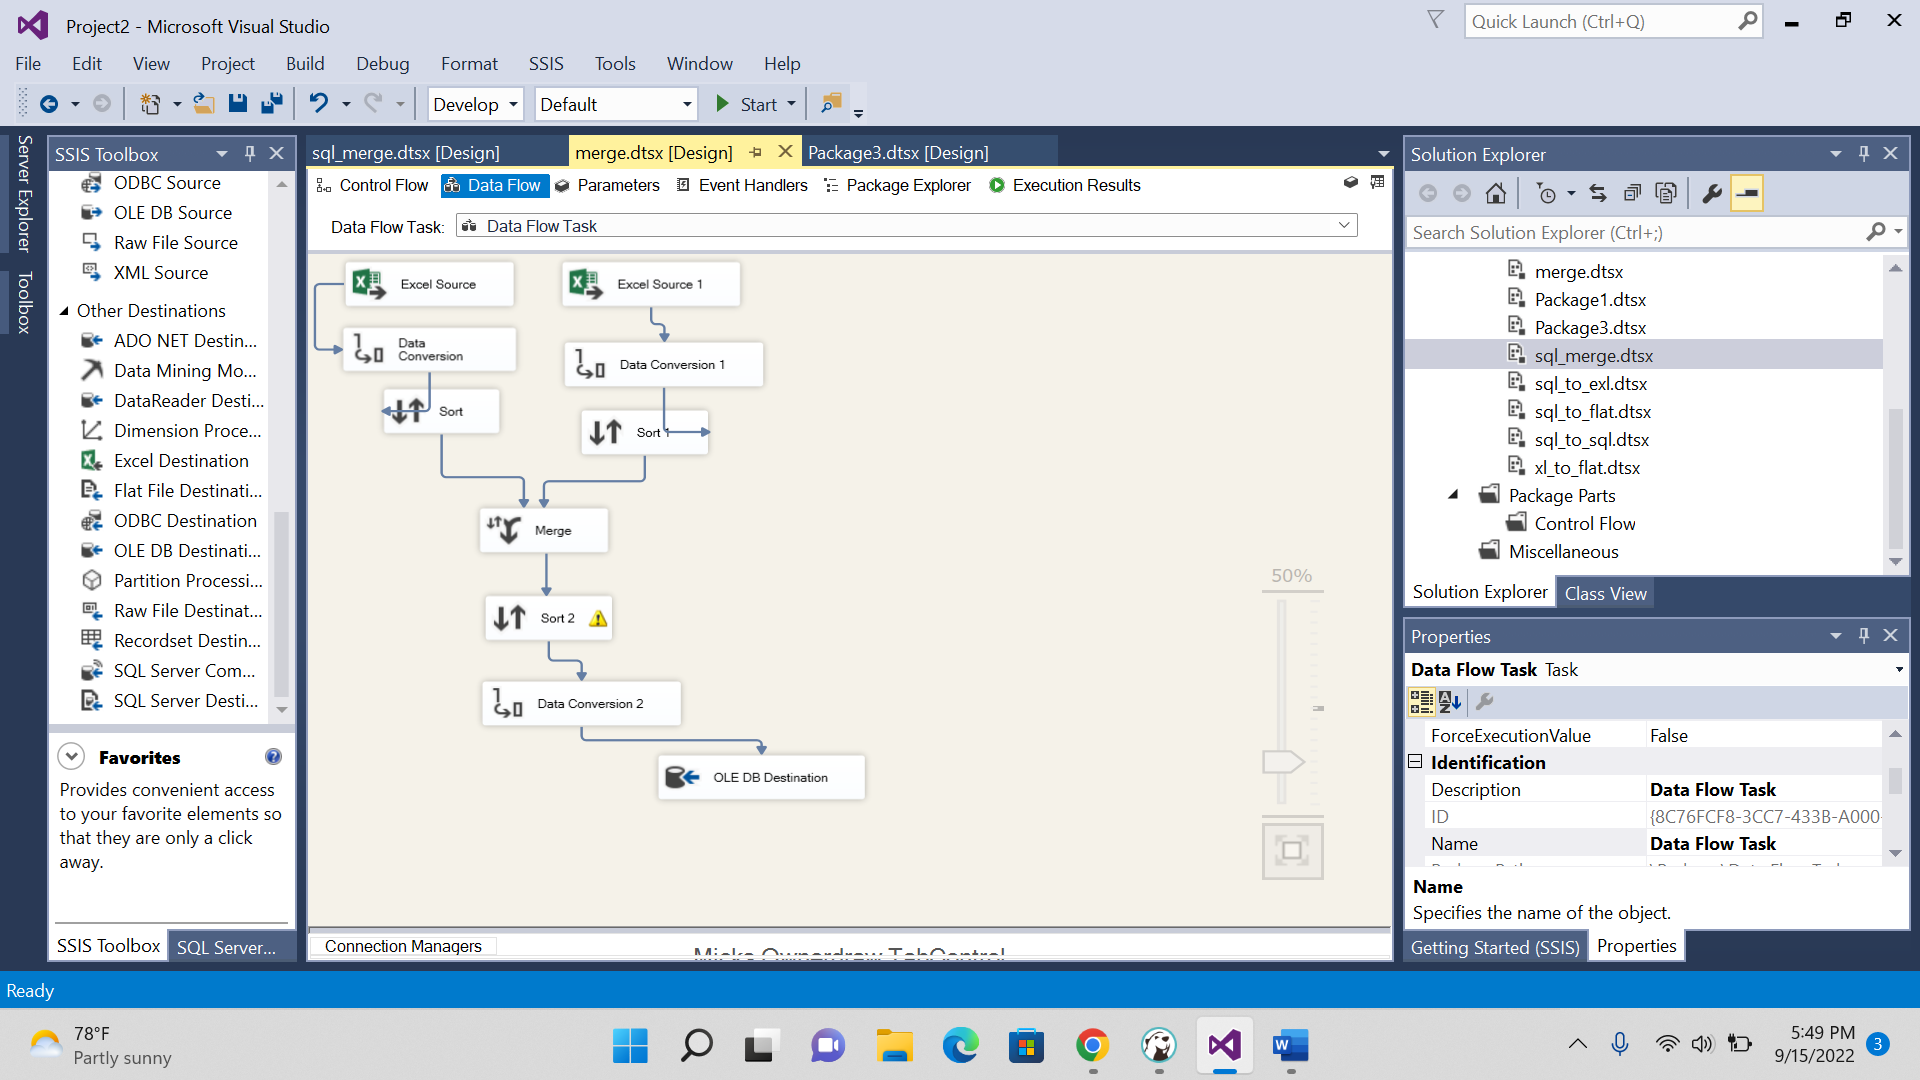 Project2 - Microsoft Visual Studio
Quick Launch (Ctrl+Q)
File Edit View Project Build Debug Format SSIS Tools Window Help
Develop Default Start
Server Explorer
Toolbox
SSIS Toolbox
ODBC Source
OLE DB Source
Raw File Source
XML Source
Other Destinations
ADO NET Destin...
Data Mining Mo...
DataReader Desti...
Dimension Proce...
Excel Destination
Flat File Destinati...
ODBC Destination
OLE DB Destinati...
Partition Processi...
Raw File Destinat...
Recordset Destin...
SQL Server Com...
SQL Server Desti...
Favorites
Provides convenient access
to your favorite elements so
that they are only a click
away.
SSIS Toolbox SQL Server...
sql_merge.dtsx [Design] merge.dtsx [Design] Package3.dtsx [Design]
Control Flow Data Flow Parameters Event Handlers Package Explorer Execution Results
Data Flow Task: Data Flow Task
Excel Source Excel Source 1
Data
Conversion
Data Conversion 1
Sort
Sort 1
Merge
Sort 2
Data Conversion 2
OLE DB Destination
50%
Connection Managers
Micks Ownerdraw TabControl
Solution Explorer
Search Solution Explorer (Ctrl+;)
merge.dtsx
Package1.dtsx
Package3.dtsx
sql_merge.dtsx
sql_to_exl.dtsx
sql_to_flat.dtsx
sql_to_sql.dtsx
xl_to_flat.dtsx
Package Parts
Control Flow
Miscellaneous
Solution Explorer Class View
Properties
Data Flow Task Task
ForceExecutionValue False
Identification
Description Data Flow Task
ID {8C76FCF8-3CC7-433B-A000-
Name Data Flow Task
Name
Specifies the name of the object.
Getting Started (SSIS) Properties
Ready
78°F
Partly sunny
5:49 PM
9/15/2022
3